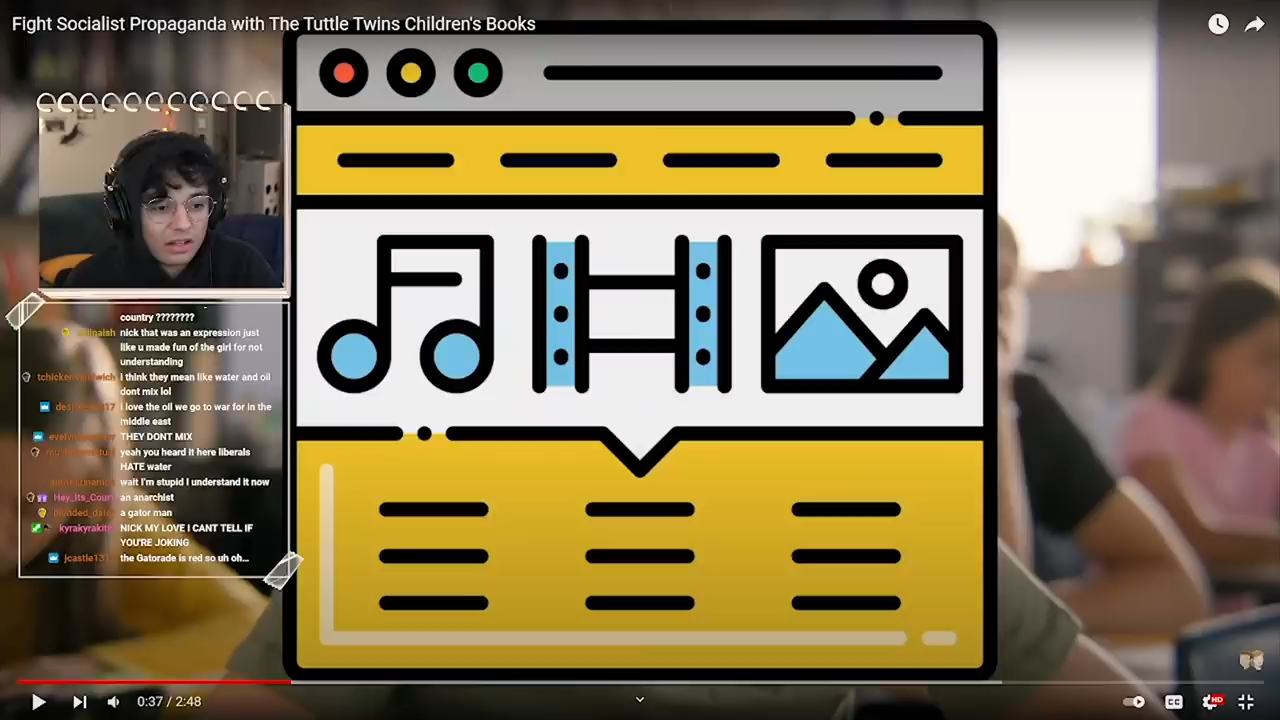 Fight Socialist Propaganda with The Tuttle Twins Children's Books
country ????????
nick that was an expression just
like u made fun of the girl for not
understanding
i think they mean like water and oil
dont mix lol
i love the oil we go to war for in the
middle east
THEY DONT MIX
yeah you heard it here liberals
HATE water
wait I'm stupid I understand it now
Hey_Its_Cour an anarchist
a gator man
kyrakyrakit NICK MY LOVE I CANT TELL IF
YOU'RE JOKING
jcastle13 the Gatorade is red so uh oh...
0:37 / 2:48
CC
HD